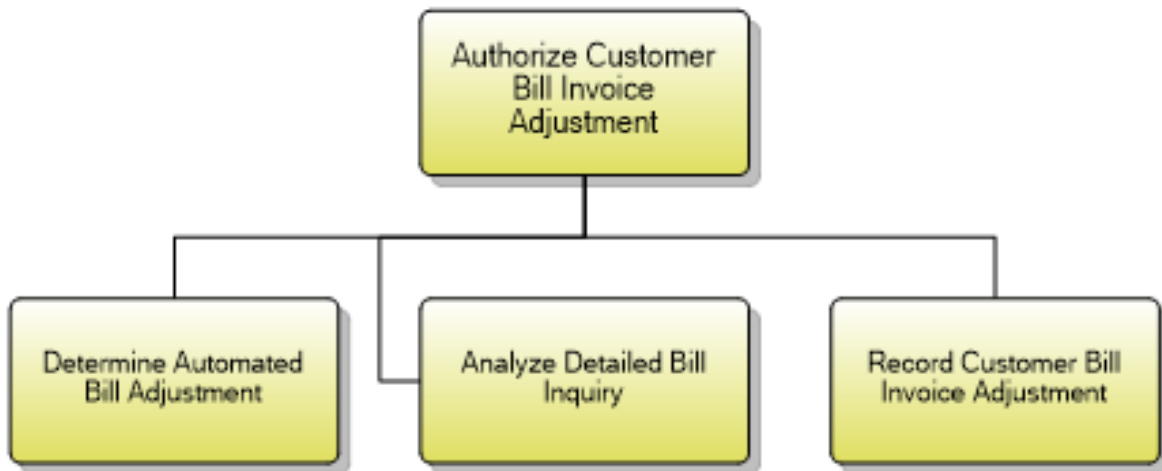 Authorize Customer
Bill Invoice
Adjustment
Determine Automated
Bill Adjustment
Analyze Detailed Bill
Inquiry
Record Customer Bill
Invoice Adjustment